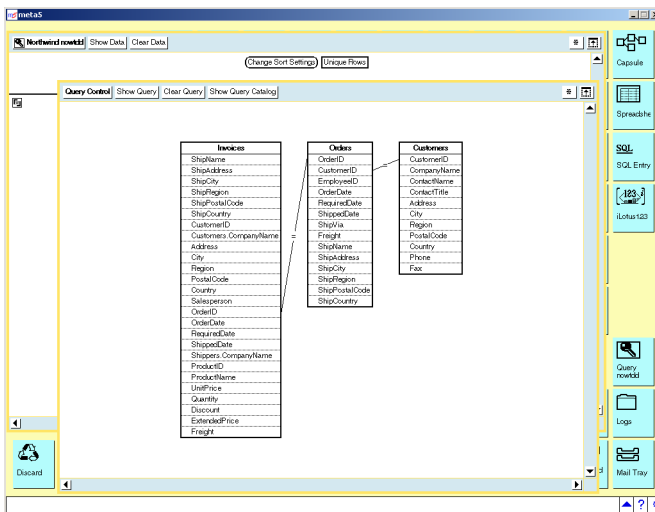 meta5
Northwind nowtdd Show Data Clear Data
Change Sort Settings Unique Rows
Query Control Show Query Clear Query Show Query Catalog
Invoices
ShipName
ShipAddress
ShipCity
ShipRegion
ShipPostalCode
ShipCountry
CustomerID
Customers.CompanyName
Address
City
Region
PostalCode
Country
Salesperson
OrderID
OrderDate
RequiredDate
ShippedDate
Shippers.CompanyName
ProductID
ProductName
UnitPrice
Quantity
Discount
ExtendedPrice
Freight
=
Orders
OrderID
CustomerID
EmployeeID
OrderDate
RequiredDate
ShippedDate
ShipVia
Freight
ShipName
ShipAddress
ShipCity
ShipRegion
ShipPostalCode
ShipCountry
=
Customers
CustomerID
CompanyName
ContactName
ContactTitle
Address
City
Region
PostalCode
Country
Phone
Fax
Capsule
Spreadshe
SQL
SQL Entry
123
iLotus123
Query
nowtdd
Logs
Discard
Mail Tray
?